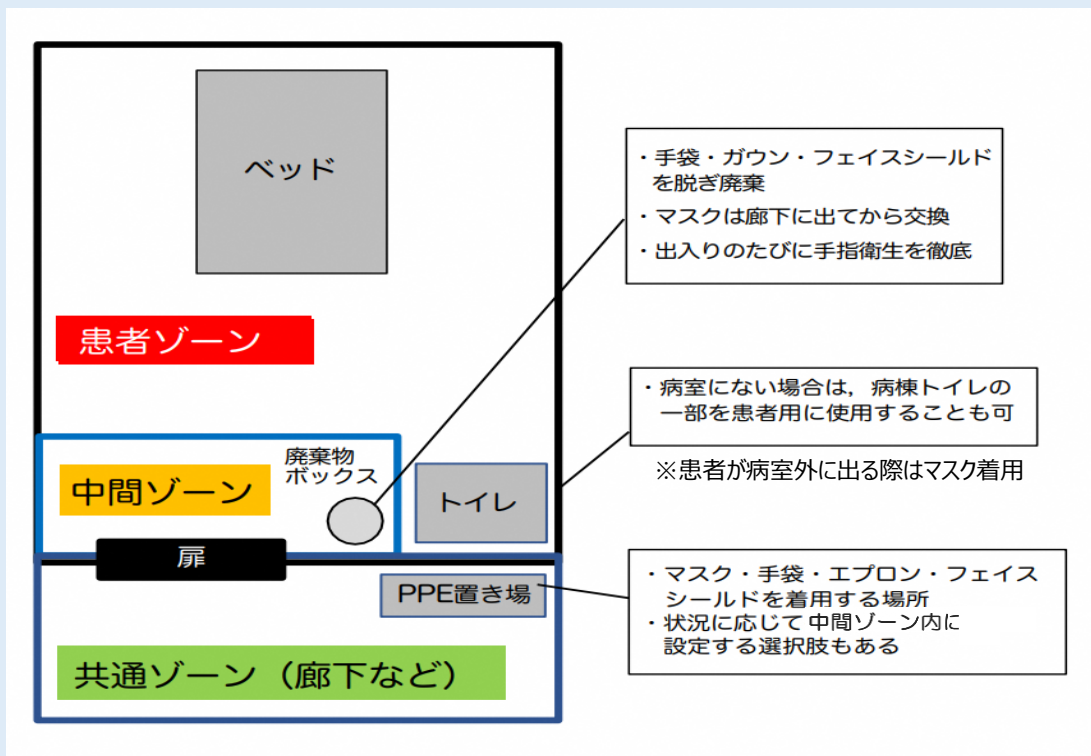 ベッド
患者ゾーン
中間ゾーン
廃棄物
ボックス
トイレ
扉
PPE置き場
共通ゾーン（廊下など）
・手袋・ガウン・フェイスシールド
を脱ぎ廃棄
・マスクは廊下に出てから交換
・出入りのたびに手指衛生を徹底
・病室にない場合は，病棟トイレの
一部を患者用に使用することも可
※患者が病室外に出る際はマスク着用
・マスク・手袋・エプロン・フェイス
シールドを着用する場所
・状況に応じて中間ゾーン内に
設定する選択肢もある